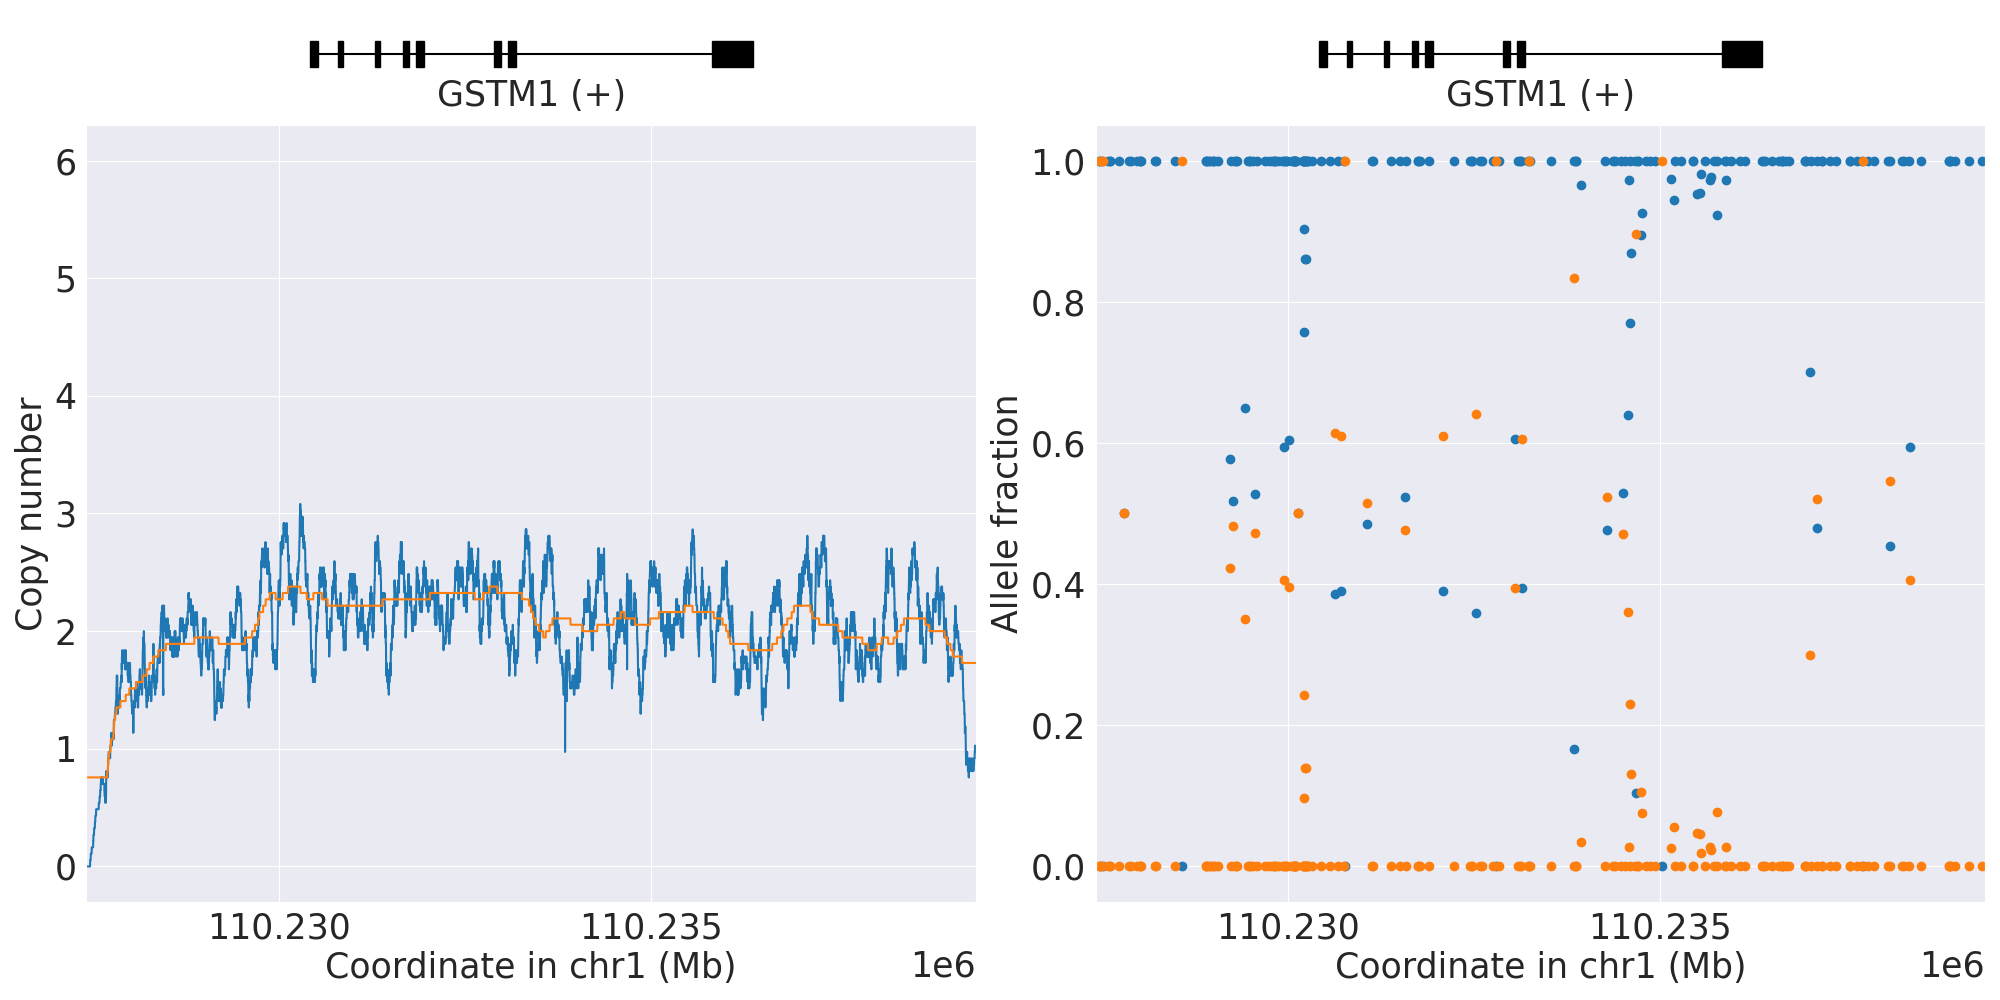 GSTM1 (+)
6
5
4
3
2
1
0
Copy number
110.230
110.235
Coordinate in chr1 (Mb)
1e6
GSTM1 (+)
1.0
0.8
0.6
0.4
0.2
0.0
Allele fraction
110.230
110.235
Coordinate in chr1 (Mb)
1e6